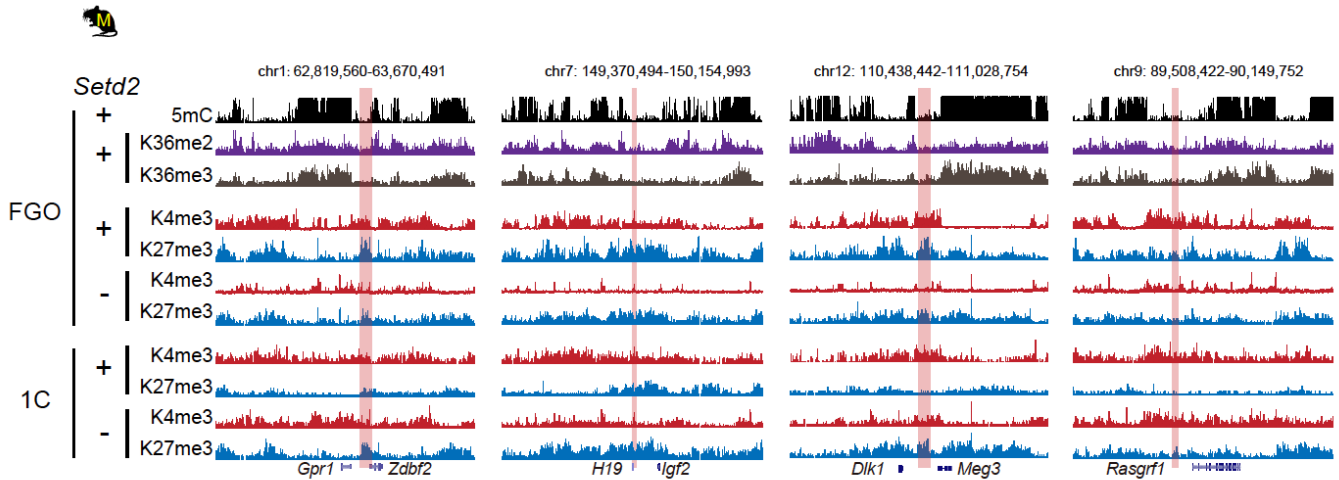 M
Setd2
chr1: 62,819,560-63,670,491
chr7: 149,370,494-150,154,993
chr12: 110,438,442-111,028,754
chr9: 89,508,422-90,149,752
FGO
+
5mC
+
K36me2
K36me3
+
K4me3
K27me3
-
K4me3
K27me3
1C
+
K4me3
K27me3
-
K4me3
K27me3
Gpr1 Zdbf2
H19 Igf2
Dlk1 Meg3
Rasgrf1